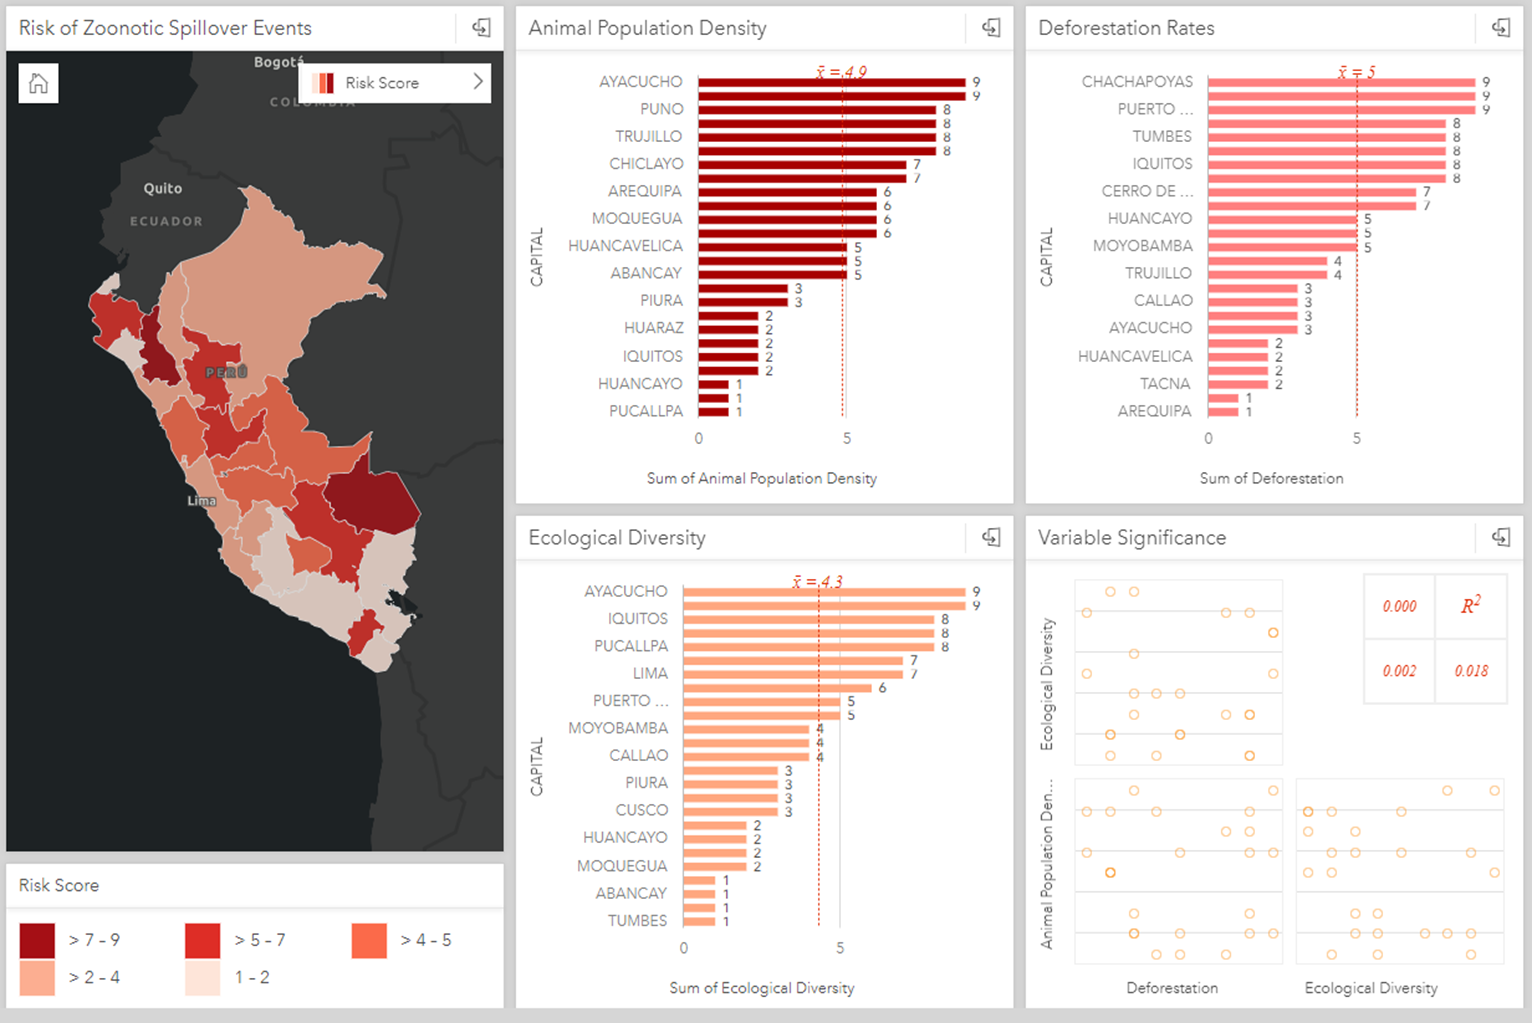 Risk of Zoonotic Spillover Events
Bogotá
COLOMBIA
Risk Score
Quito
ECUADOR
PERÚ
Lima
Risk Score
> 7 - 9
> 5 - 7
> 4 - 5
> 2 - 4
1 - 2
Animal Population Density
x̄ = 4.9
CAPITAL
AYACUCHO 9
9
PUNO 8
8
TRUJILLO 8
8
CHICLAYO 7
7
AREQUIPA 6
6
MOQUEGUA 6
6
HUANCAVELICA 5
5
ABANCAY 5
3
PIURA 3
2
HUARAZ 2
2
IQUITOS 2
2
HUANCAYO 1
1
PUCALLPA 1
0 5
Sum of Animal Population Density
Deforestation Rates
x̄ = 5
CAPITAL
CHACHAPOYAS 9
9
PUERTO ... 9
8
TUMBES 8
8
IQUITOS 8
8
CERRO DE ... 7
7
HUANCAYO 5
5
MOYOBAMBA 5
4
TRUJILLO 4
3
CALLAO 3
3
AYACUCHO 3
2
HUANCAVELICA 2
2
TACNA 2
1
AREQUIPA 1
0 5
Sum of Deforestation
Ecological Diversity
x̄ = 4.3
CAPITAL
AYACUCHO 9
9
IQUITOS 8
8
PUCALLPA 8
7
LIMA 7
6
PUERTO ... 5
5
MOYOBAMBA 4
4
CALLAO 4
3
PIURA 3
3
CUSCO 3
2
HUANCAYO 2
2
MOQUEGUA 2
1
ABANCAY 1
1
TUMBES 1
0 5
Sum of Ecological Diversity
Variable Significance
Ecological Diversity
0.000 R²
0.002 0.018
Animal Population Den...
Deforestation
Ecological Diversity